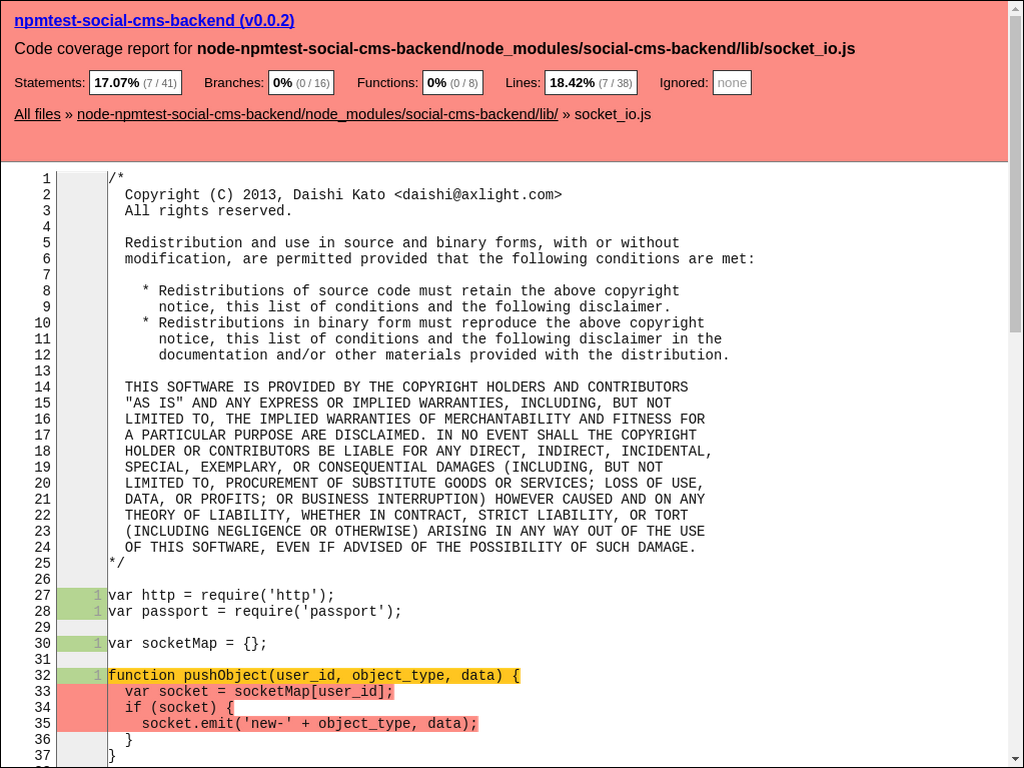 npmtest-social-cms-backend (v0.0.2)
Code coverage report for node-npmtest-social-cms-backend/node_modules/social-cms-backend/lib/socket_io.js
Statements: 17.07% (7 / 41) Branches: 0% (0 / 16) Functions: 0% (0 / 8) Lines: 18.42% (7 / 38) Ignored: none
All files » node-npmtest-social-cms-backend/node_modules/social-cms-backend/lib/ » socket_io.js
1 /*
2 Copyright (C) 2013, Daishi Kato <daishi@axlight.com>
3 All rights reserved.
4
5 Redistribution and use in source and binary forms, with or without
6 modification, are permitted provided that the following conditions are met:
7
8 * Redistributions of source code must retain the above copyright
9 notice, this list of conditions and the following disclaimer.
10 * Redistributions in binary form must reproduce the above copyright
11 notice, this list of conditions and the following disclaimer in the
12 documentation and/or other materials provided with the distribution.
13
14 THIS SOFTWARE IS PROVIDED BY THE COPYRIGHT HOLDERS AND CONTRIBUTORS
15 "AS IS" AND ANY EXPRESS OR IMPLIED WARRANTIES, INCLUDING, BUT NOT
16 LIMITED TO, THE IMPLIED WARRANTIES OF MERCHANTABILITY AND FITNESS FOR
17 A PARTICULAR PURPOSE ARE DISCLAIMED. IN NO EVENT SHALL THE COPYRIGHT
18 HOLDER OR CONTRIBUTORS BE LIABLE FOR ANY DIRECT, INDIRECT, INCIDENTAL,
19 SPECIAL, EXEMPLARY, OR CONSEQUENTIAL DAMAGES (INCLUDING, BUT NOT
20 LIMITED TO, PROCUREMENT OF SUBSTITUTE GOODS OR SERVICES; LOSS OF USE,
21 DATA, OR PROFITS; OR BUSINESS INTERRUPTION) HOWEVER CAUSED AND ON ANY
22 THEORY OF LIABILITY, WHETHER IN CONTRACT, STRICT LIABILITY, OR TORT
23 (INCLUDING NEGLIGENCE OR OTHERWISE) ARISING IN ANY WAY OUT OF THE USE
24 OF THIS SOFTWARE, EVEN IF ADVISED OF THE POSSIBILITY OF SUCH DAMAGE.
25 */
26
27 1 var http = require('http');
28 1 var passport = require('passport');
29
30 1 var socketMap = {};
31
32 1 function pushObject(user_id, object_type, data) {
33 var socket = socketMap[user_id];
34 if (socket) {
35 socket.emit('new-' + object_type, data);
36 }
37 }